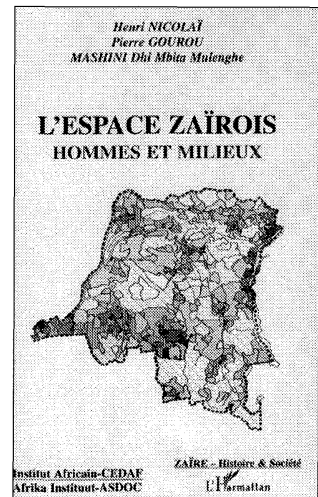 Henri NICOLAÏ
Pierre GOUROU
MASHINI Dhi Mbita Mulenghe
L'ESPACE ZAÏROIS
HOMMES ET MILIEUX
Institut Africain-CEDAF
Afrika Instituut-ASDOC
ZAÏRE - Histoire & Société
L'Harmattan